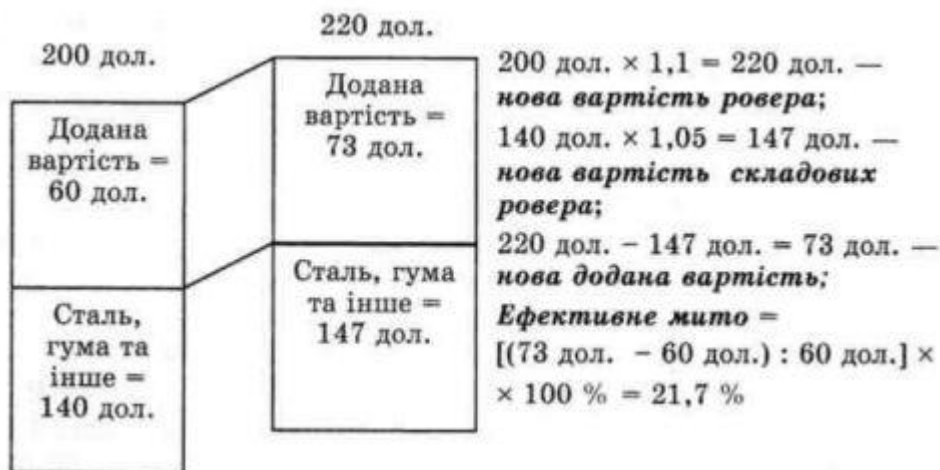 200 дол.
Додана
вартість =
60 дол.
Сталь,
гума та
інше =
140 дол.
220 дол.
Додана
вартість =
73 дол.
Сталь, гума
та інше =
147 дол.
200 дол. × 1,1 = 220 дол. —
нова вартість ровера;
140 дол. × 1,05 = 147 дол. —
нова вартість складових
ровера;
220 дол. – 147 дол. = 73 дол. —
нова додана вартість;
Ефективне мито =
[(73 дол. – 60 дол.) : 60 дол.] ×
× 100 % = 21,7 %